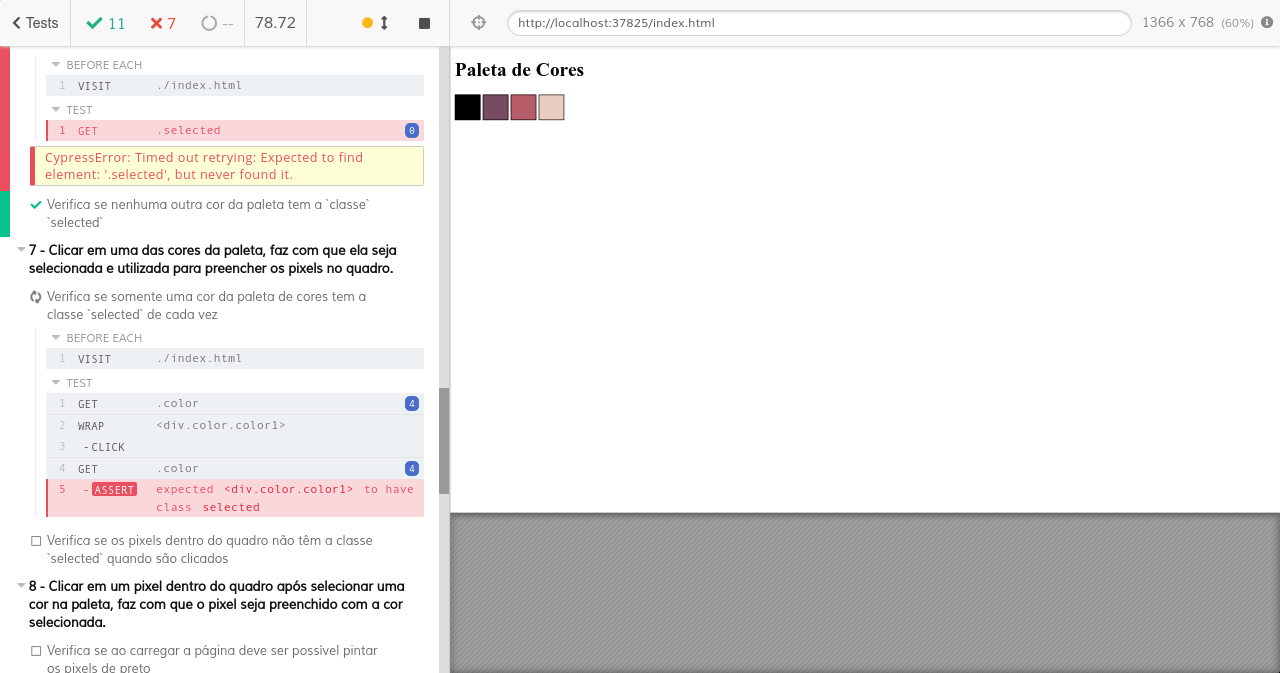 Tests
11
7
--
78.72
http://localhost:37825/index.html
1366 x 768 (60%)
BEFORE EACH
1 VISIT ./index.html
TEST
1 GET .selected 0
CypressError: Timed out retrying: Expected to find
element: '.selected', but never found it.
Verifica se nenhuma outra cor da paleta tem a `classe`
`selected`
7 - Clicar em uma das cores da paleta, faz com que ela seja
selecionada e utilizada para preencher os pixels no quadro.
Verifica se somente uma cor da paleta de cores tem a
classe `selected` de cada vez
BEFORE EACH
1 VISIT ./index.html
TEST
1 GET .color 4
2 WRAP <div.color.color1>
3 -CLICK
4 GET .color 4
5 -ASSERT expected <div.color.color1> to have
class selected
Verifica se os pixels dentro do quadro não têm a classe
`selected` quando são clicados
8 - Clicar em um pixel dentro do quadro após selecionar uma
cor na paleta, faz com que o pixel seja preenchido com a cor
selecionada.
Verifica se ao carregar a página deve ser possível pintar
os pixels de preto
Paleta de Cores